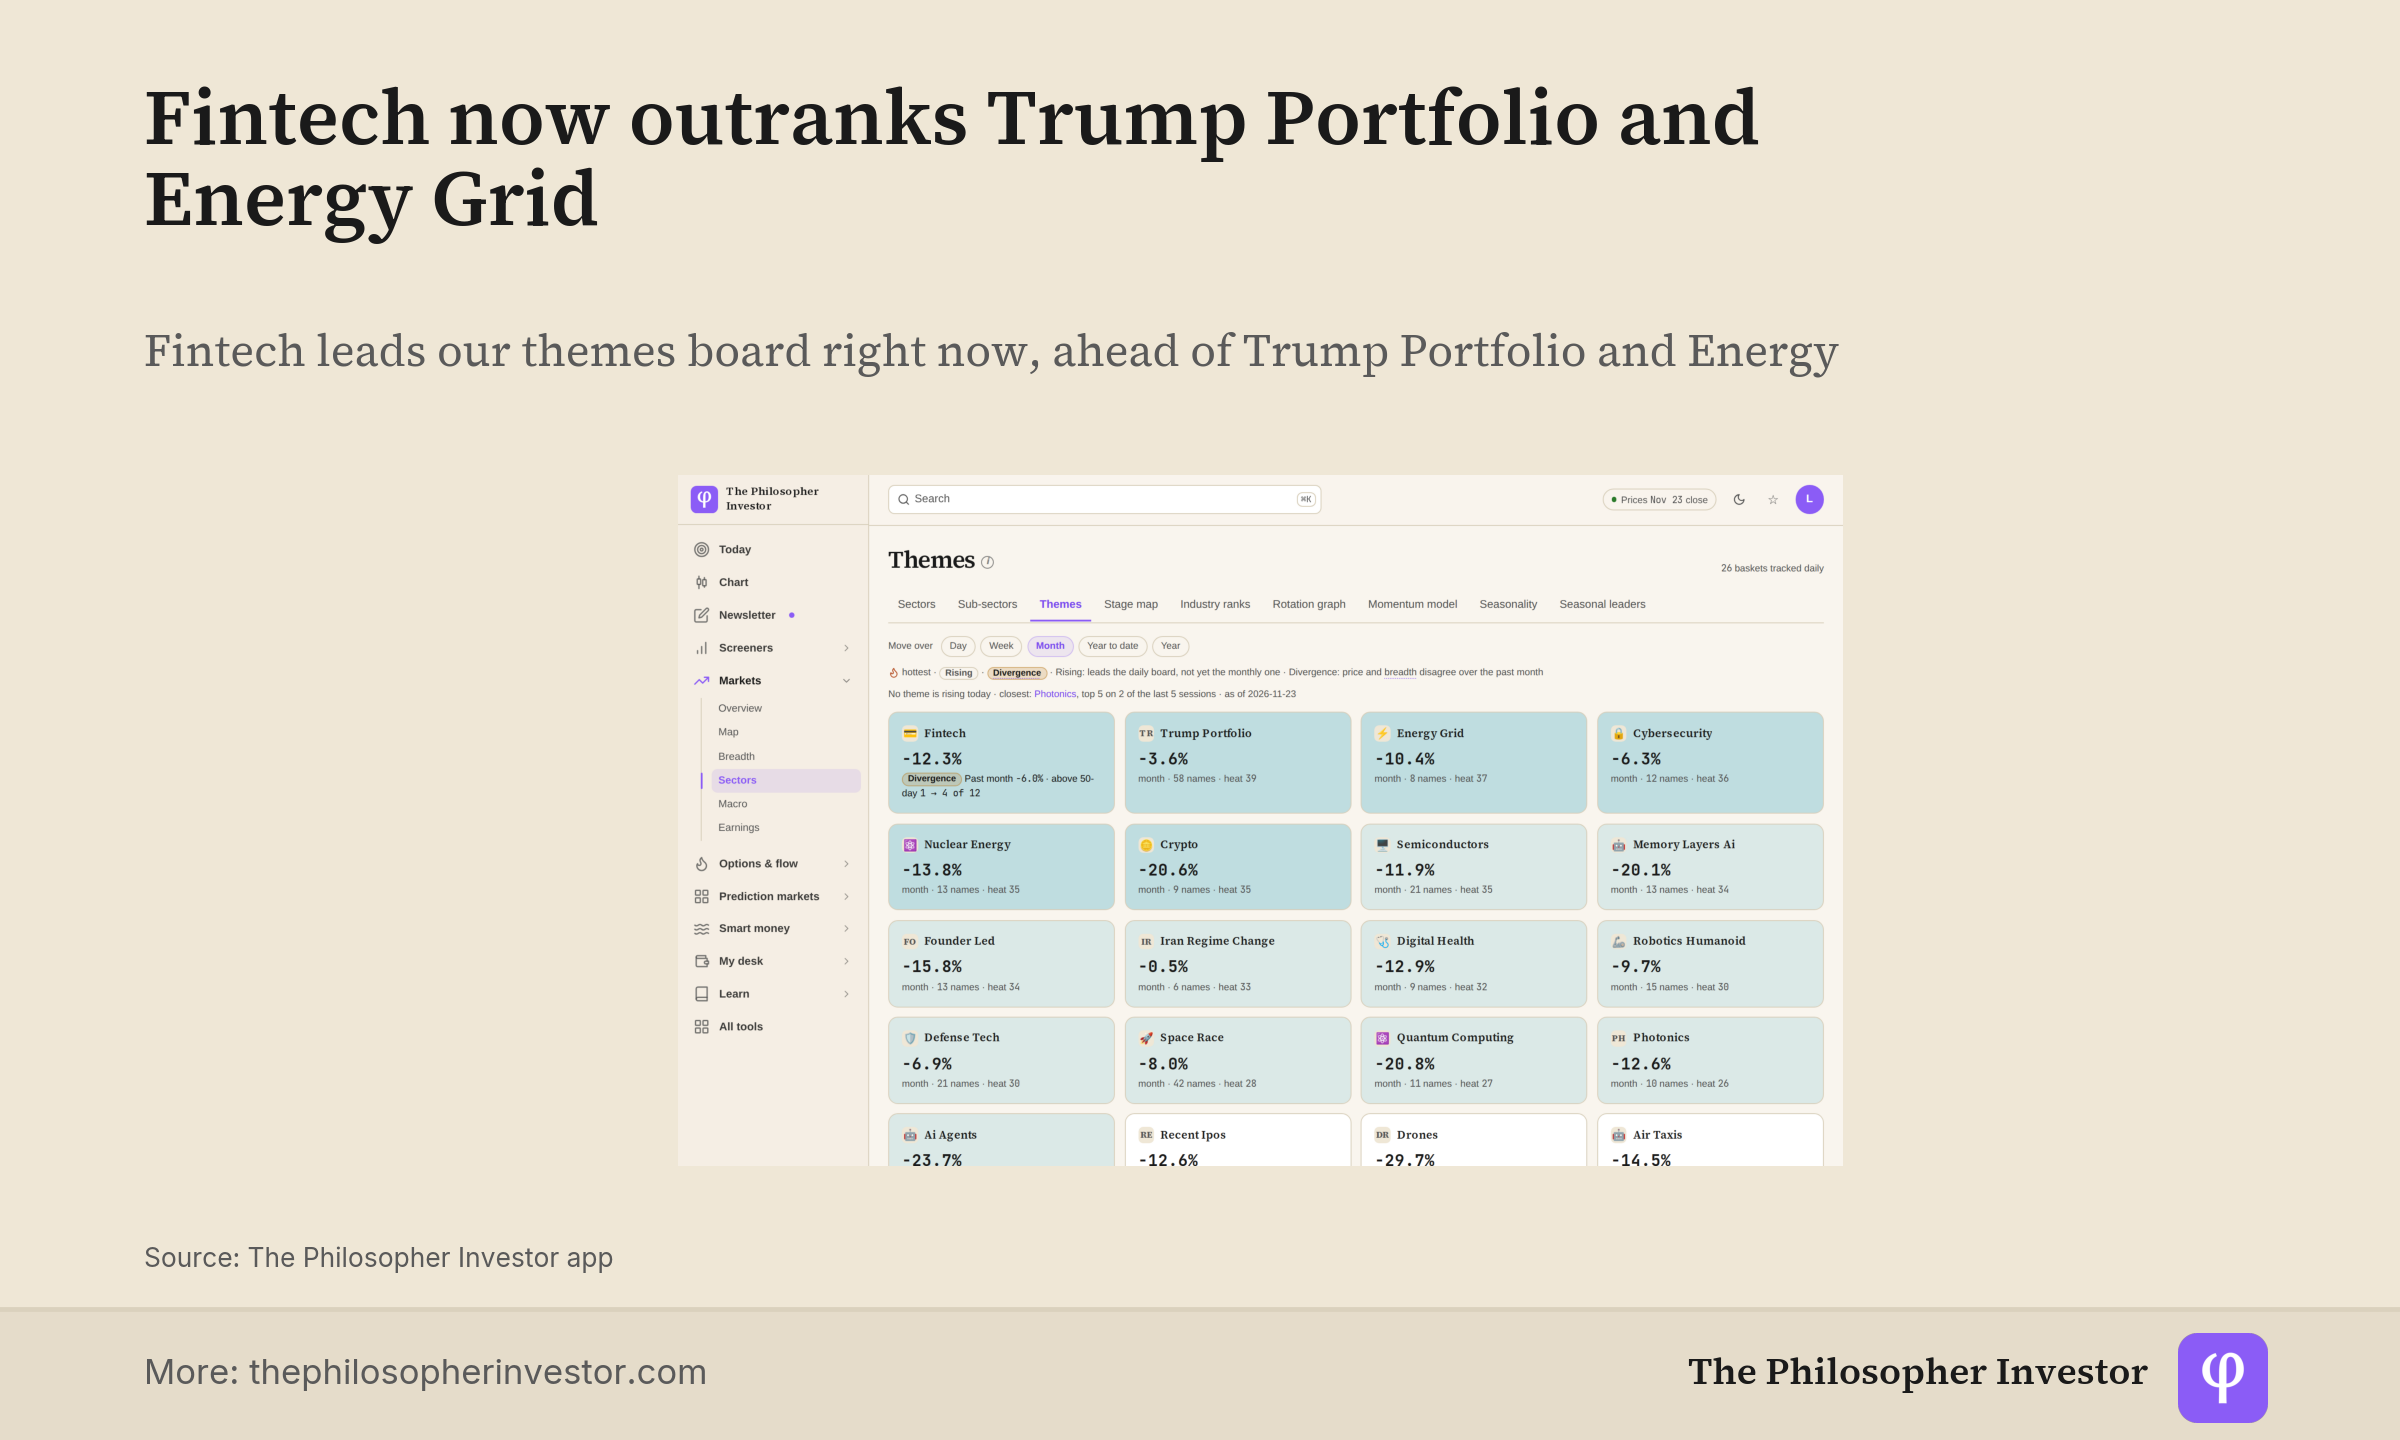 Fintech now outranks Trump Portfolio and
Energy Grid
Fintech leads our themes board right now, ahead of Trump Portfolio and Energy
φ The Philosopher
Investor
Search
⌘K
Prices Nov 23 close
L
Today
Chart
Newsletter
Screeners
Markets
Overview
Map
Breadth
Sectors
Macro
Earnings
Options & flow
Prediction markets
Smart money
My desk
Learn
All tools
Themes
26 baskets tracked daily
Sectors Sub-sectors Themes Stage map Industry ranks Rotation graph Momentum model Seasonality Seasonal leaders
Move over Day Week Month Year to date Year
hottest · Rising · Divergence · Rising: leads the daily board, not yet the monthly one · Divergence: price and breadth disagree over the past month
No theme is rising today · closest: Photonics, top 5 on 2 of the last 5 sessions · as of 2026-11-23
Fintech
-12.3%
Divergence Past month -6.0% · above 50-
day 1 → 4 of 12
TR Trump Portfolio
-3.6%
month · 58 names · heat 39
Energy Grid
-10.4%
month · 8 names · heat 37
Cybersecurity
-6.3%
month · 12 names · heat 36
Nuclear Energy
-13.8%
month · 13 names · heat 35
Crypto
-20.6%
month · 9 names · heat 35
Semiconductors
-11.9%
month · 21 names · heat 35
Memory Layers Ai
-20.1%
month · 13 names · heat 34
FO Founder Led
-15.8%
month · 13 names · heat 34
IR Iran Regime Change
-0.5%
month · 6 names · heat 33
Digital Health
-12.9%
month · 9 names · heat 32
Robotics Humanoid
-9.7%
month · 15 names · heat 30
Defense Tech
-6.9%
month · 21 names · heat 30
Space Race
-8.0%
month · 42 names · heat 28
Quantum Computing
-20.8%
month · 11 names · heat 27
PH Photonics
-12.6%
month · 10 names · heat 26
Ai Agents
-23.7%
RE Recent Ipos
-12.6%
DR Drones
-29.7%
Air Taxis
-14.5%
Source: The Philosopher Investor app
More: thephilosopherinvestor.com
The Philosopher Investor φ